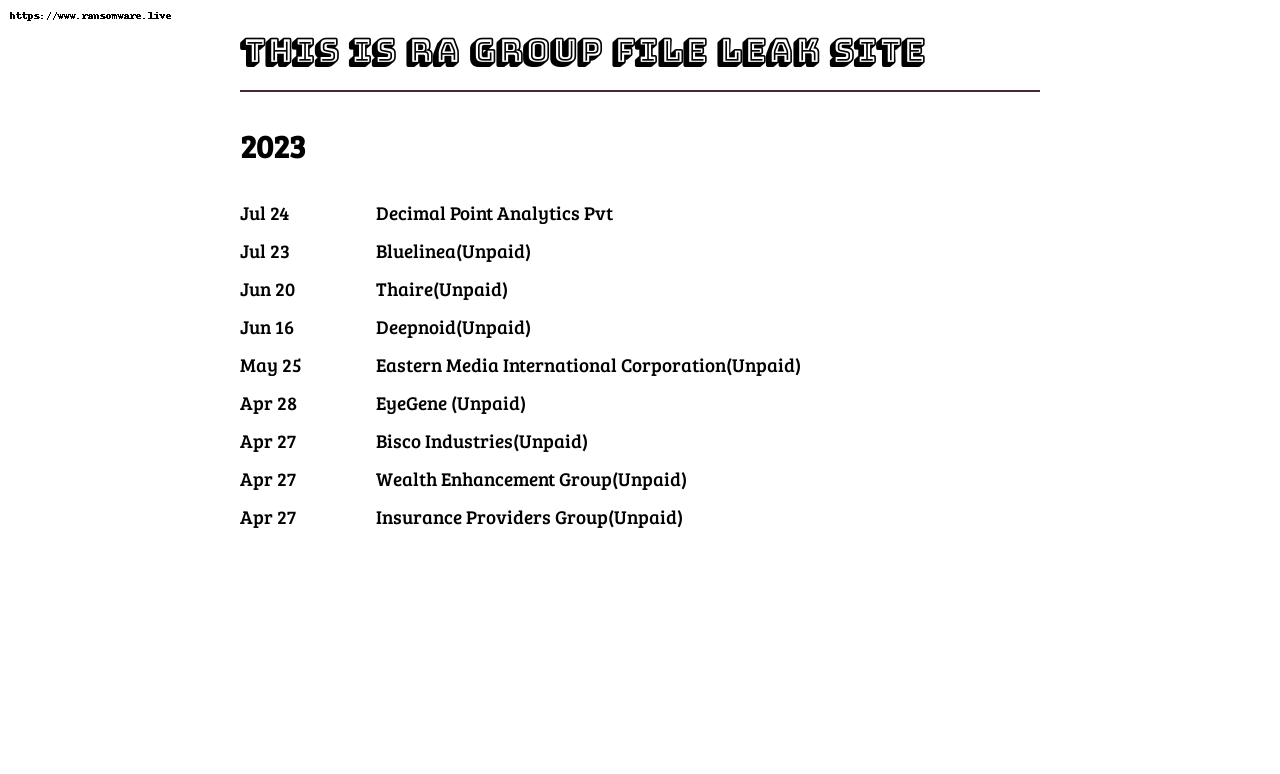 https://www.ransomware.live
THIS IS RA GROUP FILE LEAK SITE
2023
Jul 24 Decimal Point Analytics Pvt
Jul 23 Bluelinea(Unpaid)
Jun 20 Thaire(Unpaid)
Jun 16 Deepnoid(Unpaid)
May 25 Eastern Media International Corporation(Unpaid)
Apr 28 EyeGene (Unpaid)
Apr 27 Bisco Industries(Unpaid)
Apr 27 Wealth Enhancement Group(Unpaid)
Apr 27 Insurance Providers Group(Unpaid)